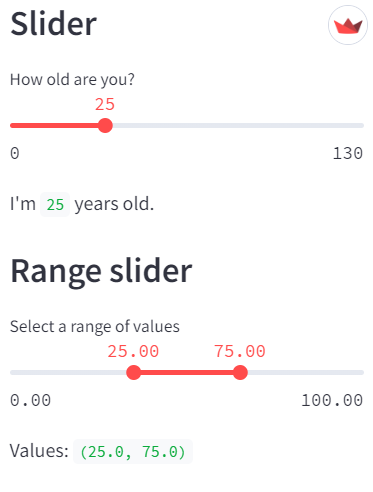 Slider
How old are you?
25
0 130
I'm 25 years old.
Range slider
Select a range of values
25.00 75.00
0.00 100.00
Values: (25.0, 75.0)